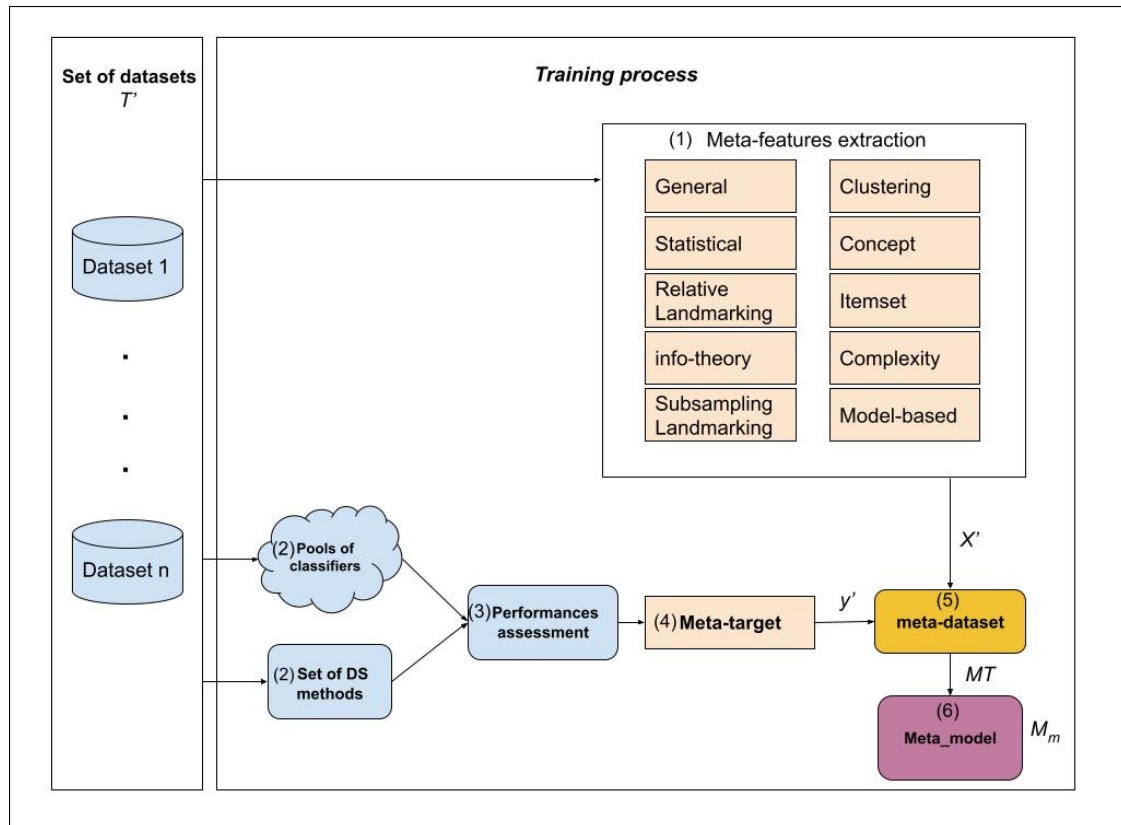 Set of datasets
T'
Dataset 1
.
.
.
Dataset n
Training process
(1) Meta-features extraction
General
Clustering
Statistical
Concept
Relative
Landmarking
Itemset
info-theory
Complexity
Subsampling
Landmarking
Model-based
(2) Pools of
classifiers
(2) Set of DS
methods
(3) Performances
assessment
(4) Meta-target
y'
X'
(5)
meta-dataset
MT
(6)
Meta_model
Mm